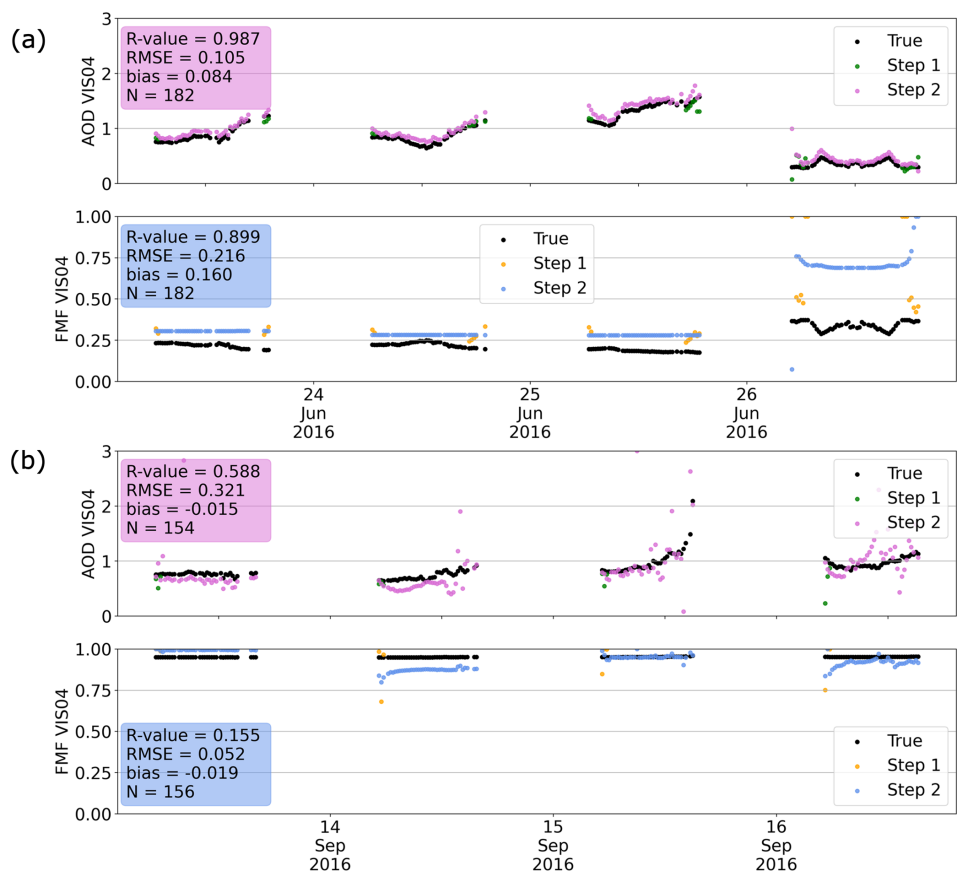 (a)
3
2
1
0
AOD VIS04
R-value = 0.987
RMSE = 0.105
bias = 0.084
N = 182
True
Step 1
Step 2
1.00
0.75
0.50
0.25
0.00
FMF VIS04
R-value = 0.899
RMSE = 0.216
bias = 0.160
N = 182
True
Step 1
Step 2
24
Jun
2016
25
Jun
2016
26
Jun
2016
(b)
3
2
1
0
AOD VIS04
R-value = 0.588
RMSE = 0.321
bias = -0.015
N = 154
True
Step 1
Step 2
1.00
0.75
0.50
0.25
0.00
FMF VIS04
R-value = 0.155
RMSE = 0.052
bias = -0.019
N = 156
True
Step 1
Step 2
14
Sep
2016
15
Sep
2016
16
Sep
2016